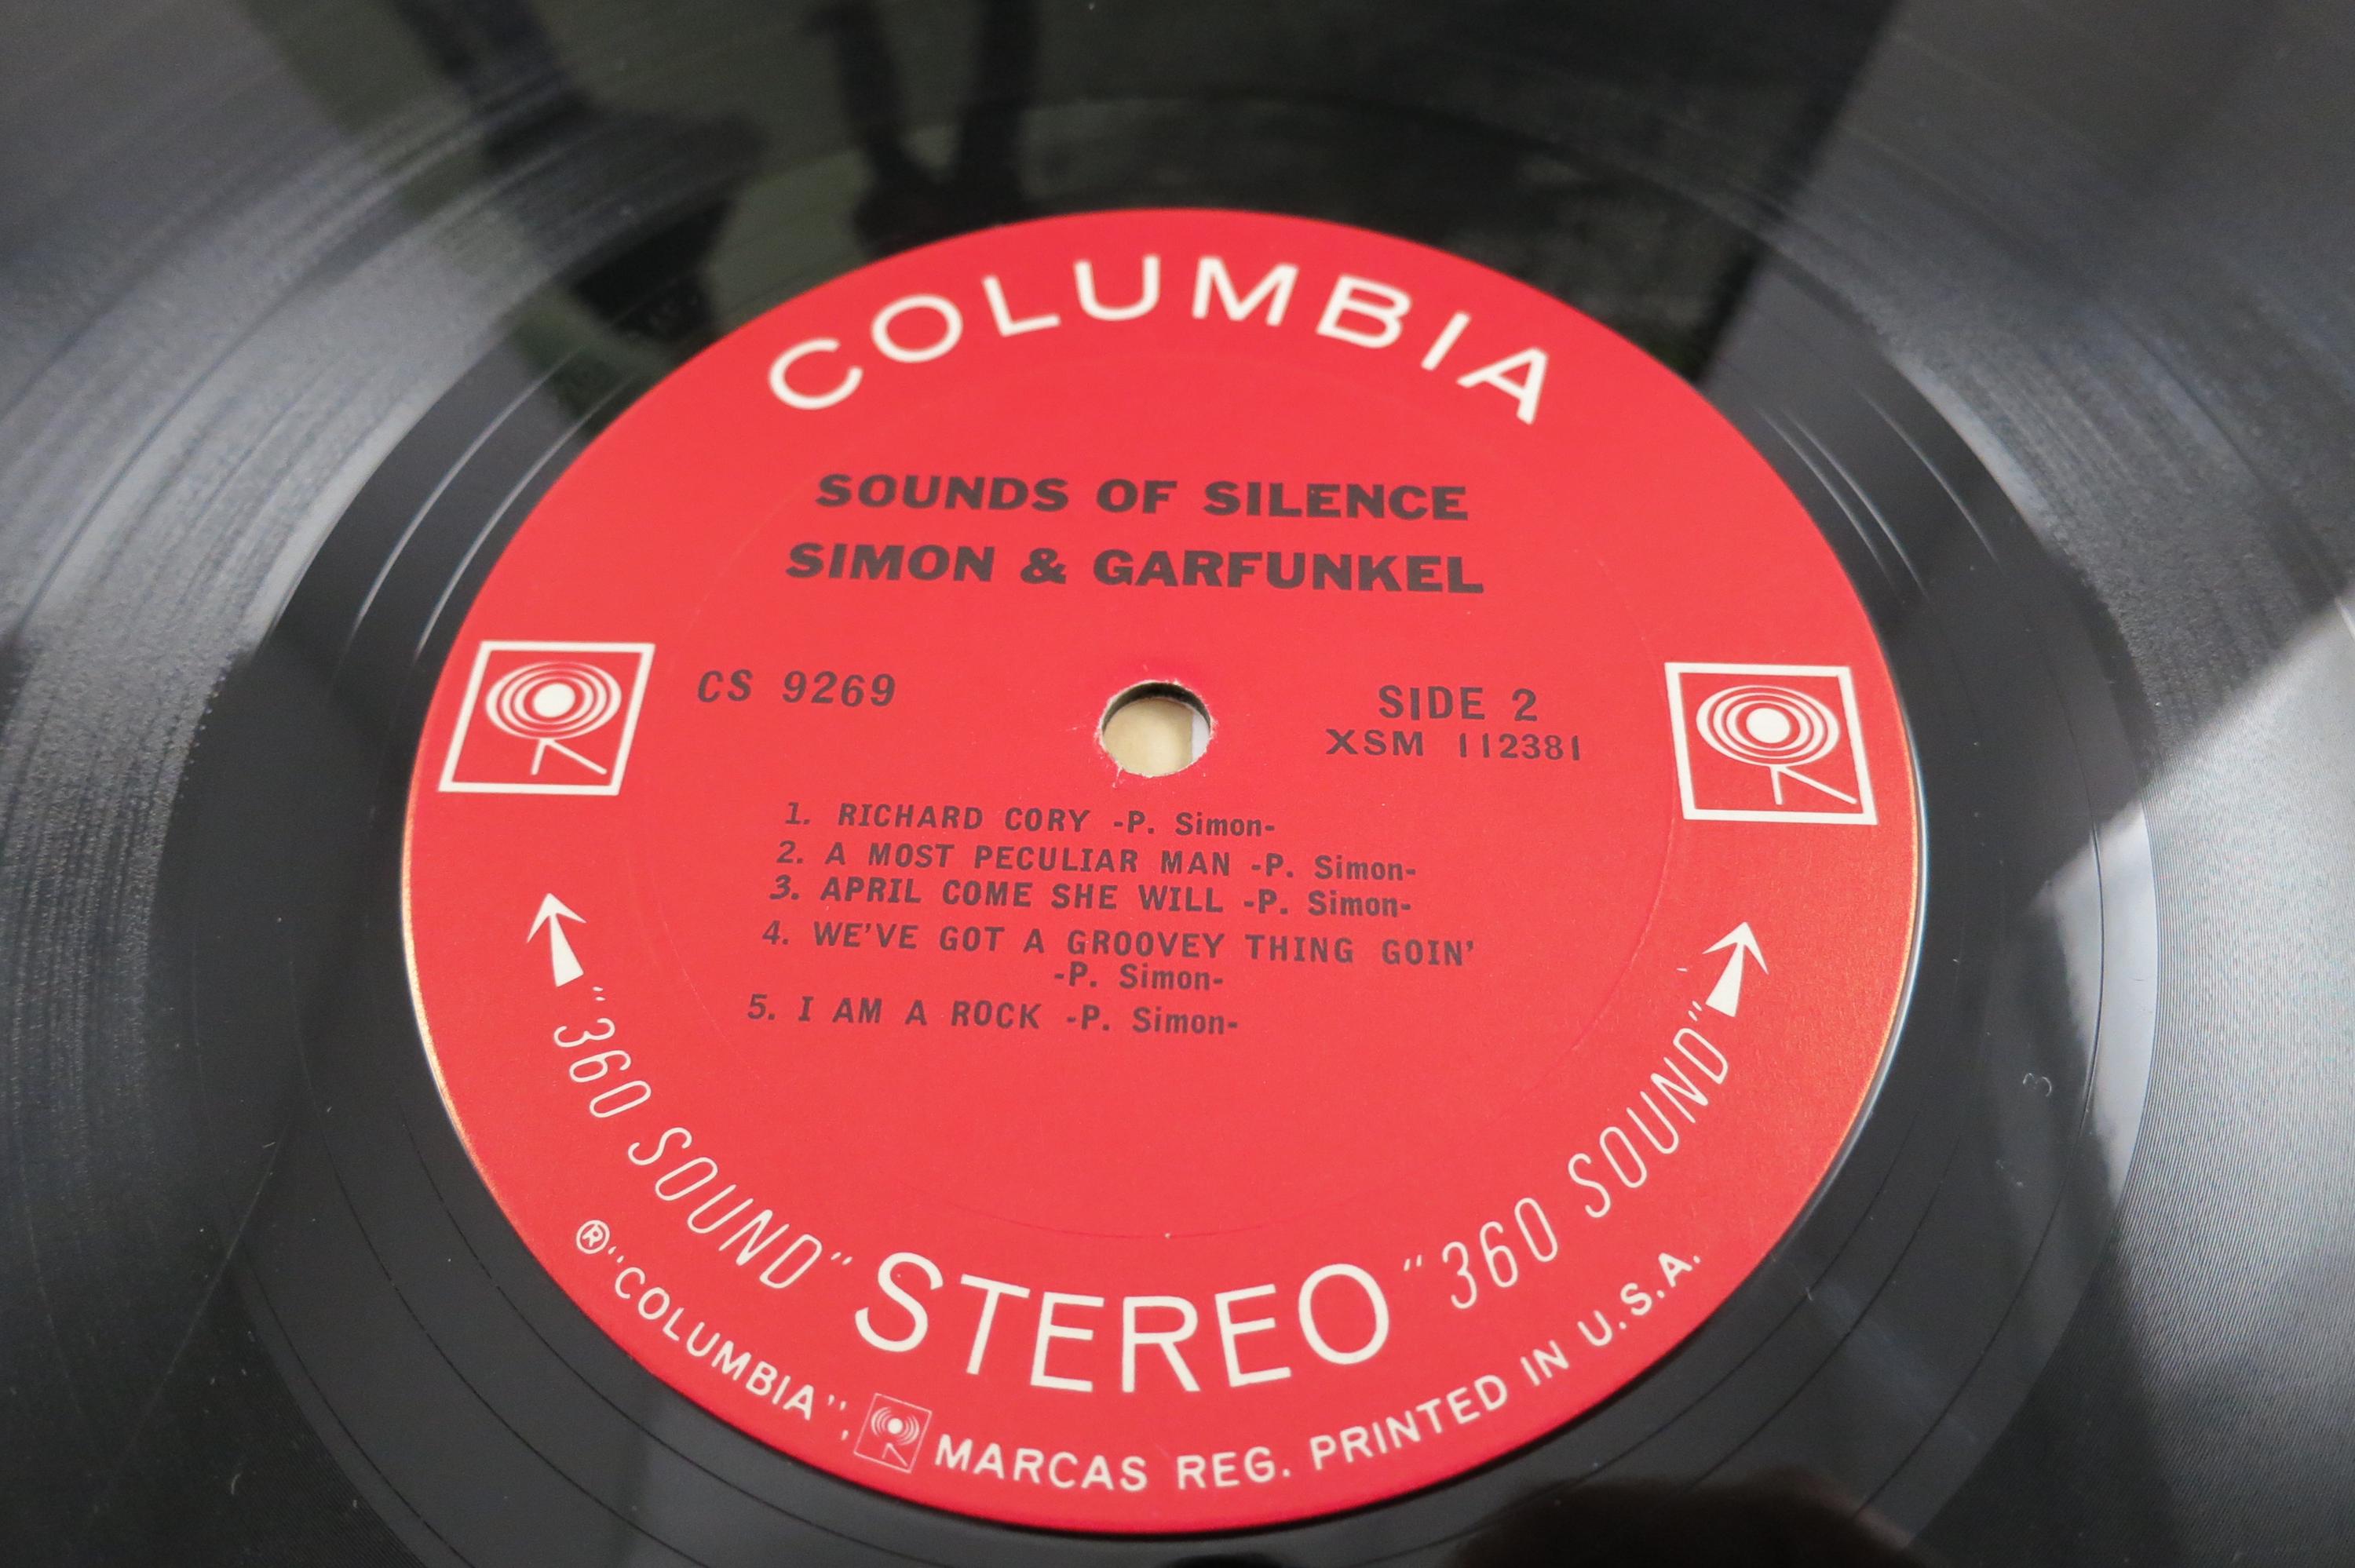 COLUMBIA
SOUNDS OF SILENCE
SIMON & GARFUNKEL
CS 9269
SIDE 2
XSM 112381
1. RICHARD CORY -P. Simon-
2. A MOST PECULIAR MAN -P. Simon-
3. APRIL COME SHE WILL -P. Simon-
4. WE'VE GOT A GROOVEY THING GOIN'
-P. Simon-
5. I AM A ROCK -P. Simon-
"360 SOUND" STEREO "360 SOUND"
® "COLUMBIA", MARCAS REG. PRINTED IN U.S.A.
3